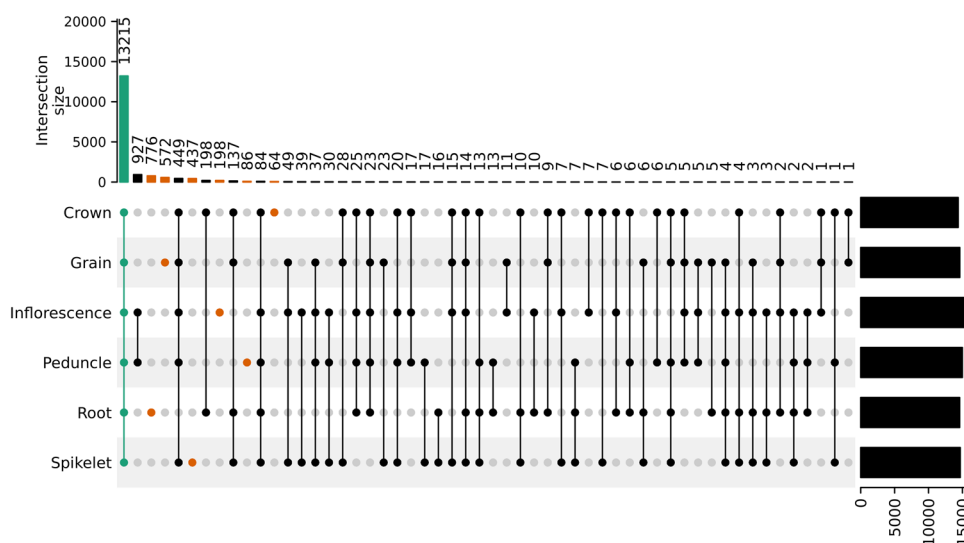 Intersection
size
20000
15000
10000
5000
0
13215 927 776 572 449 437 198 198 137 86 84 64 49 39 37 30 28 25 23 23 20 17 17 16 15 14 13 13 11 10 10 9 7 7 7 7 6 6 6 6 5 5 5 5 4 4 3 3 2 2 2 1 1 1
Crown
Grain
Inflorescence
Peduncle
Root
Spikelet
0 5000 10000 15000